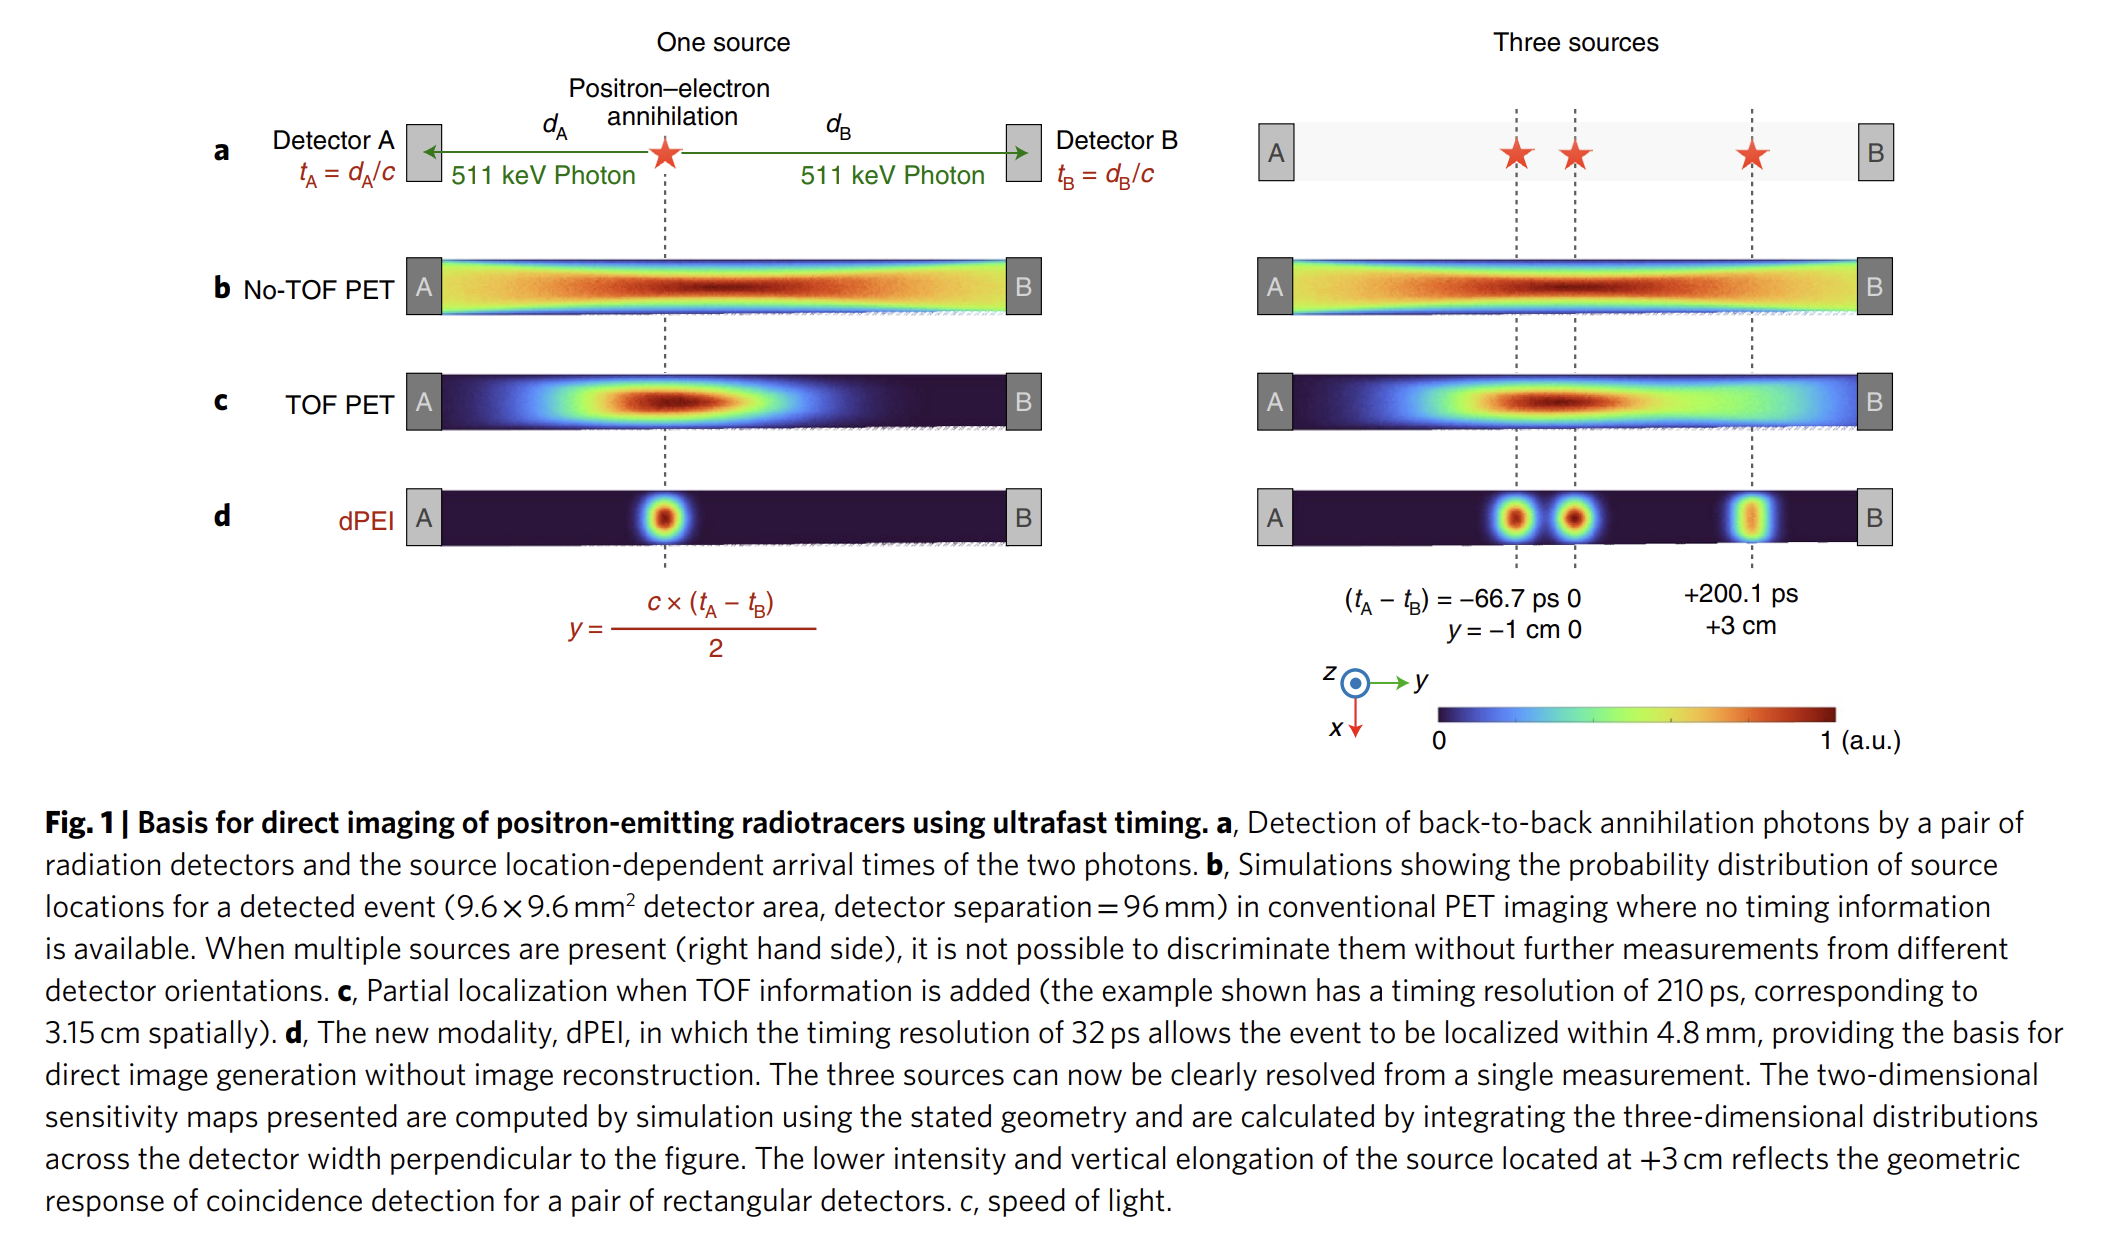 One source
Three sources
Positron–electron
annihilation
dA
dB
a
Detector A
tA = dA/c
511 keV Photon
511 keV Photon
Detector B
tB = dB/c
A
B
b No-TOF PET
A
B
A
B
c TOF PET
A
B
A
B
d dPEI
A
B
A
B
y = c × (tA − tB)
2
(tA − tB) = −66.7 ps 0
+200.1 ps
y = −1 cm 0
+3 cm
z
y
x
0
1 (a.u.)
Fig. 1 | Basis for direct imaging of positron-emitting radiotracers using ultrafast timing. a, Detection of back-to-back annihilation photons by a pair of
radiation detectors and the source location-dependent arrival times of the two photons. b, Simulations showing the probability distribution of source
locations for a detected event (9.6 × 9.6 mm² detector area, detector separation = 96 mm) in conventional PET imaging where no timing information
is available. When multiple sources are present (right hand side), it is not possible to discriminate them without further measurements from different
detector orientations. c, Partial localization when TOF information is added (the example shown has a timing resolution of 210 ps, corresponding to
3.15 cm spatially). d, The new modality, dPEI, in which the timing resolution of 32 ps allows the event to be localized within 4.8 mm, providing the basis for
direct image generation without image reconstruction. The three sources can now be clearly resolved from a single measurement. The two-dimensional
sensitivity maps presented are computed by simulation using the stated geometry and are calculated by integrating the three-dimensional distributions
across the detector width perpendicular to the figure. The lower intensity and vertical elongation of the source located at +3 cm reflects the geometric
response of coincidence detection for a pair of rectangular detectors. c, speed of light.